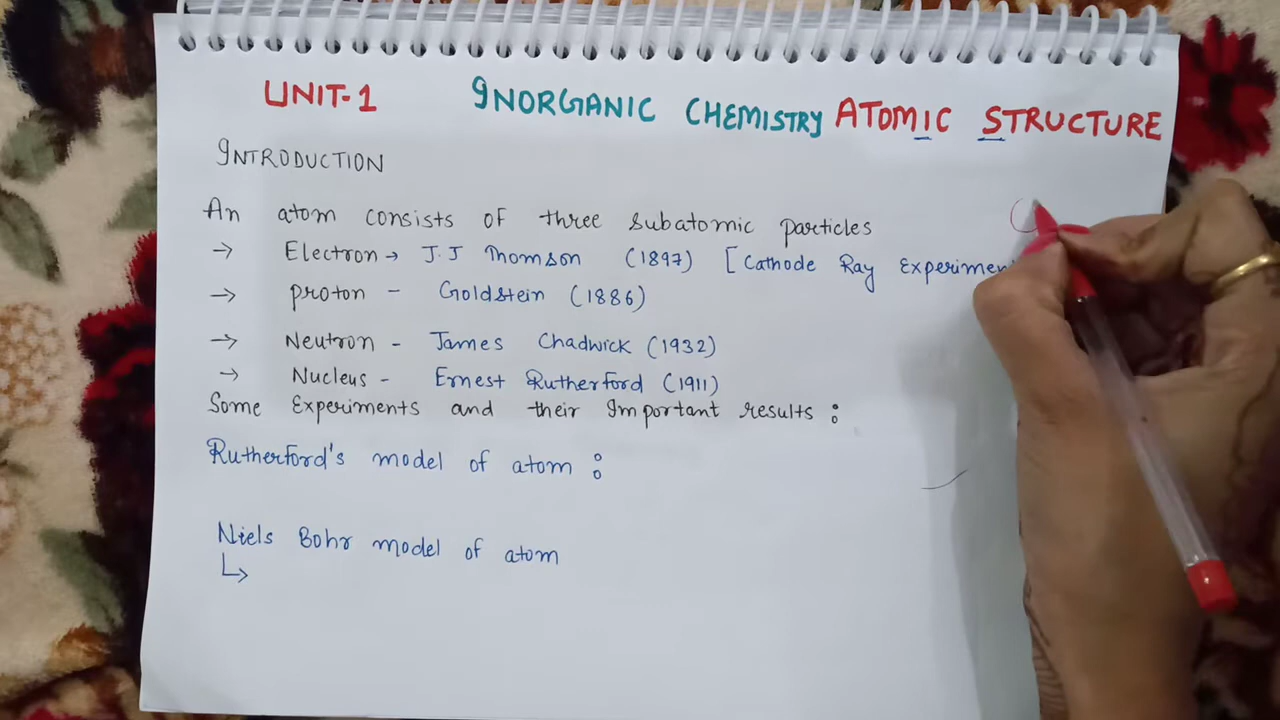 UNIT-1 INORGANIC CHEMISTRY ATOMIC STRUCTURE
INTRODUCTION
An atom consists of three subatomic particles
→ Electron → J.J Thomson (1897) [Cathode Ray Experimen
→ proton - Goldstein (1886)
→ Neutron - James Chadwick (1932)
→ Nucleus - Ernest Rutherford (1911)
Some Experiments and their Important results :
Rutherford's model of atom :
Niels Bohr model of atom
↳